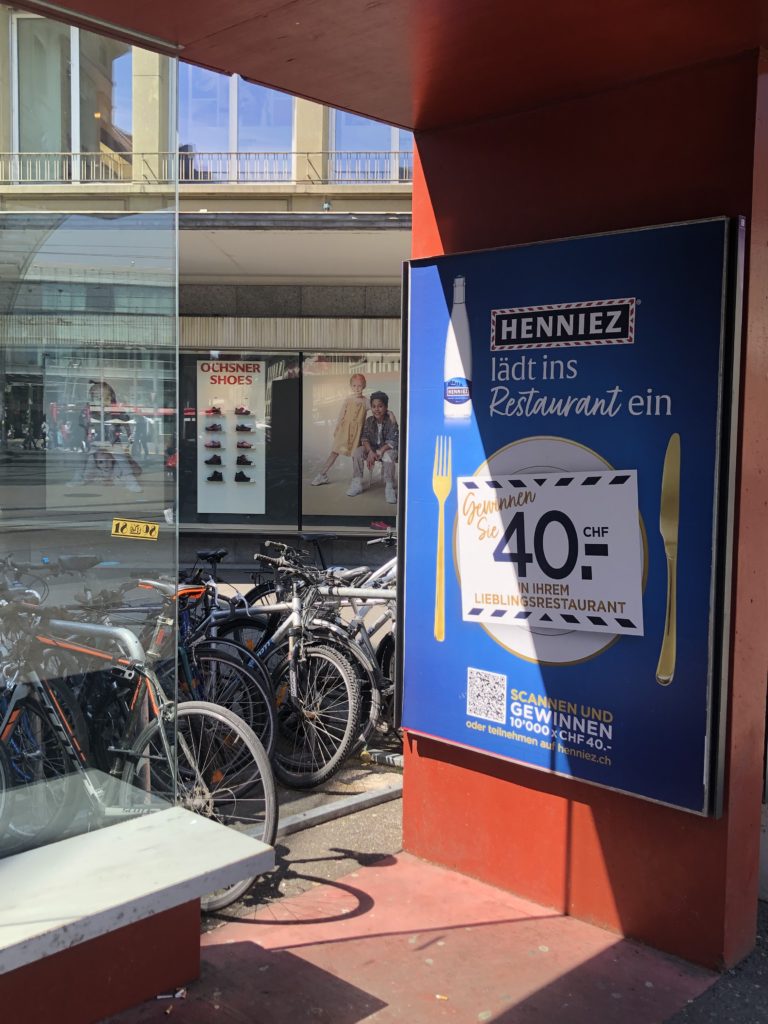 OCHSNER
SHOES
HENNIEZ
lädt ins
Restaurant ein
Gewinnen
Sie
40.-
CHF
IN IHREM
LIEBLINGSRESTAURANT
SCANNEN UND
GEWINNEN
10'000 x CHF 40.-
oder teilnehmen auf henniez.ch
HENNIEZ